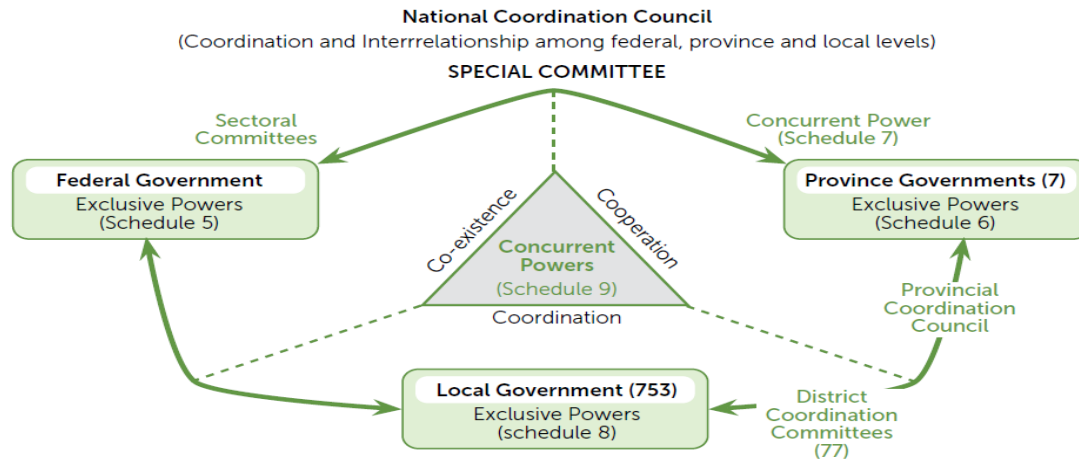 National Coordination Council
(Coordination and Interrrelationship among federal, province and local levels)
SPECIAL COMMITTEE
Sectoral
Committees
Concurrent Power
(Schedule 7)
Federal Government
Exclusive Powers
(Schedule 5)
Province Governments (7)
Exclusive Powers
(Schedule 6)
Co-existence
Cooperation
Concurrent
Powers
(Schedule 9)
Coordination
Provincial
Coordination
Council
Local Government (753)
Exclusive Powers
(schedule 8)
District
Coordination
Committees
(77)